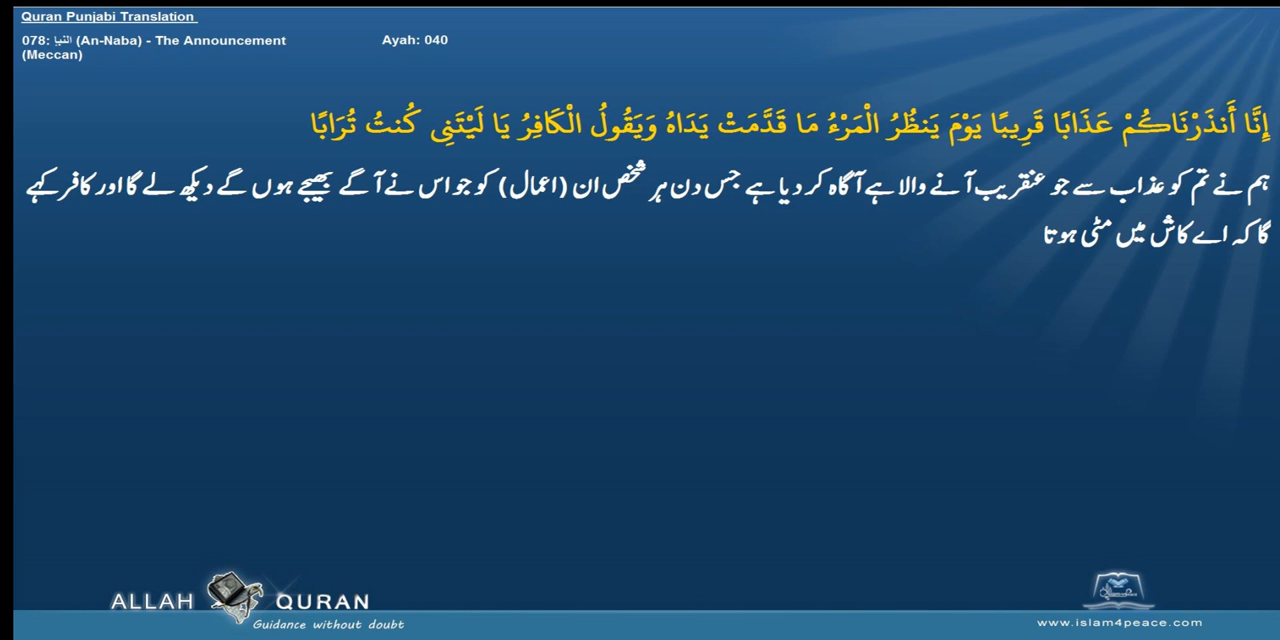 Quran Punjabi Translation
078: النبإ (An-Naba) - The Announcement
(Meccan)
Ayah: 040
إِنَّا أَنذَرْنَاكُمْ عَذَابًا قَرِيبًا يَوْمَ يَنظُرُ الْمَرْءُ مَا قَدَّمَتْ يَدَاهُ وَيَقُولُ الْكَافِرُ يَا لَيْتَنِي كُنتُ تُرَابًا
ہم نے تم کو عذاب سے جو عنقریب آنے والا ہے آگاہ کر دیا ہے جس دن ہر شخص ان (اعمال) کو جو اس نے آگے بھیجے ہوں گے دیکھ لے گا اور کافر کہے
گا کہ اے کاش میں مٹی ہوتا
ALLAH QURAN
Guidance without doubt
www.islam4peace.com